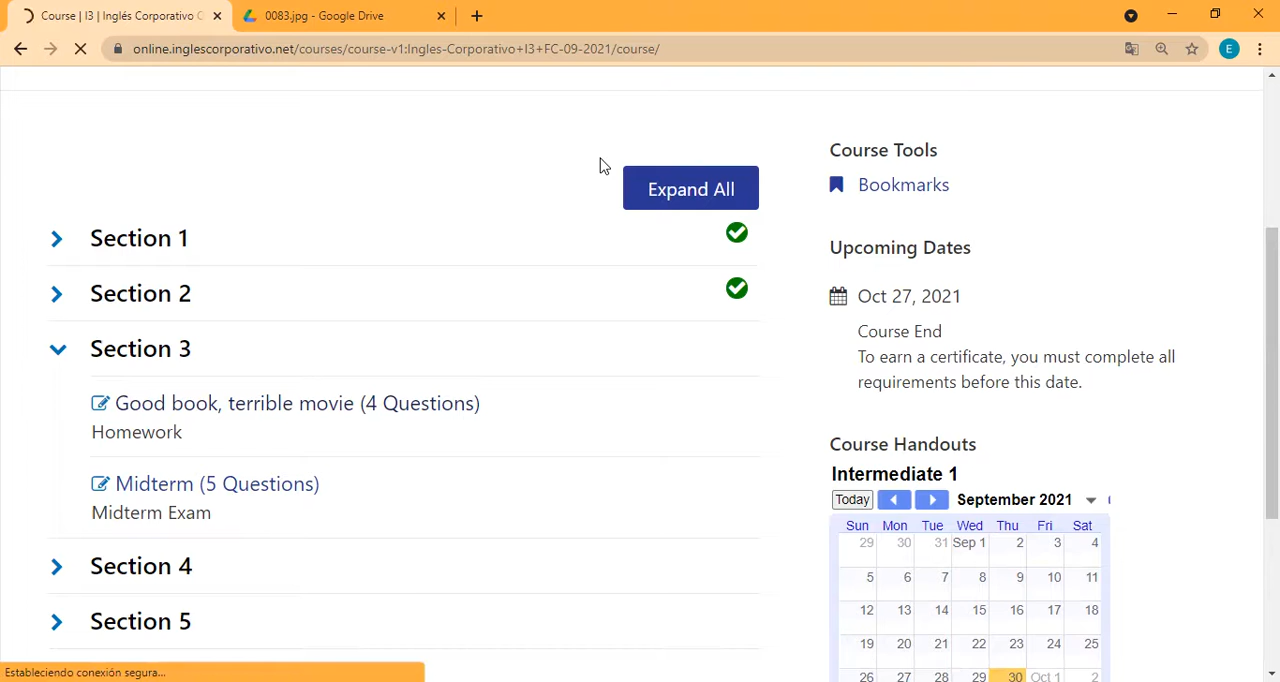 Course | I3 | Inglés Corporativo C
0083.jpg - Google Drive
online.inglescorporativo.net/courses/course-v1:Ingles-Corporativo+I3+FC-09-2021/course/
E
Expand All
Section 1
Section 2
Section 3
Good book, terrible movie (4 Questions)
Homework
Midterm (5 Questions)
Midterm Exam
Section 4
Section 5
Course Tools
Bookmarks
Upcoming Dates
Oct 27, 2021
Course End
To earn a certificate, you must complete all
requirements before this date.
Course Handouts
Intermediate 1
Today September 2021
Sun Mon Tue Wed Thu Fri Sat
29 30 31 Sep 1 2 3 4
5 6 7 8 9 10 11
12 13 14 15 16 17 18
19 20 21 22 23 24 25
26 27 28 29 30 Oct 1 2
Estableciendo conexión segura...